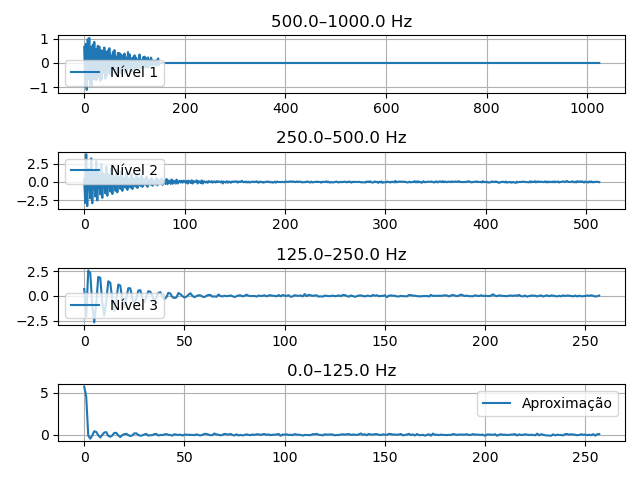 500.0–1000.0 Hz
1
0
−1
Nível 1
0 200 400 600 800 1000
250.0–500.0 Hz
2.5
0.0
−2.5
Nível 2
0 100 200 300 400 500
125.0–250.0 Hz
2.5
0.0
−2.5
Nível 3
0 50 100 150 200 250
0.0–125.0 Hz
5
0
Aproximação
0 50 100 150 200 250